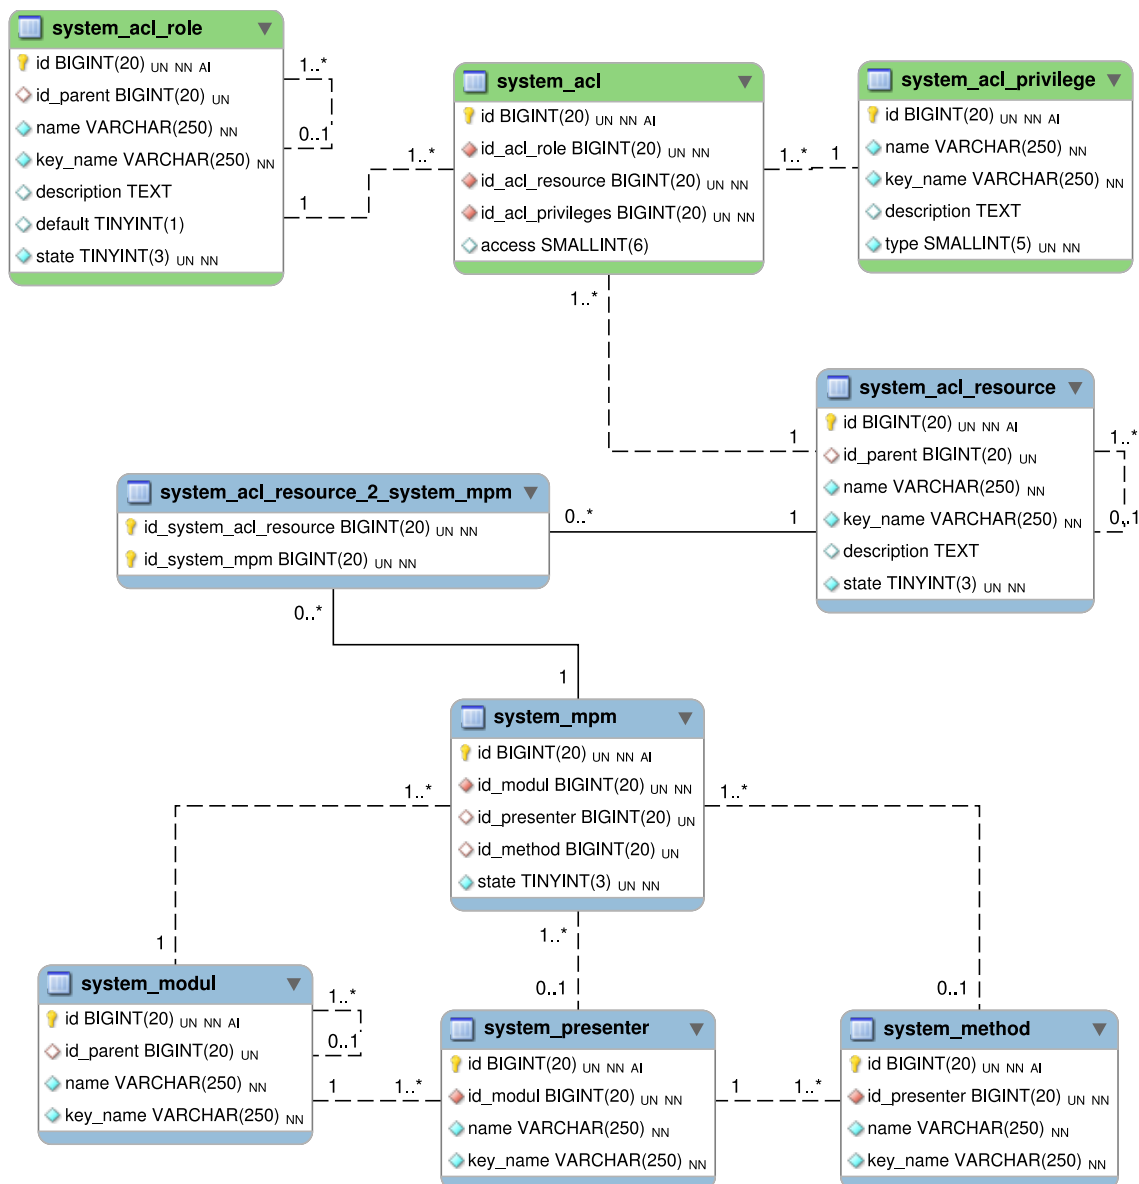 system_acl_role
id BIGINT(20) UN NN AI
id_parent BIGINT(20) UN
name VARCHAR(250) NN
key_name VARCHAR(250) NN
description TEXT
default TINYINT(1)
state TINYINT(3) UN NN
1..*
0..1
1
1..*
system_acl
id BIGINT(20) UN NN AI
id_acl_role BIGINT(20) UN NN
id_acl_resource BIGINT(20) UN NN
id_acl_privileges BIGINT(20) UN NN
access SMALLINT(6)
1..*
1
system_acl_privilege
id BIGINT(20) UN NN AI
name VARCHAR(250) NN
key_name VARCHAR(250) NN
description TEXT
type SMALLINT(5) UN NN
1..*
1
system_acl_resource
id BIGINT(20) UN NN AI
id_parent BIGINT(20) UN
name VARCHAR(250) NN
key_name VARCHAR(250) NN
description TEXT
state TINYINT(3) UN NN
1..*
0..1
system_acl_resource_2_system_mpm
id_system_acl_resource BIGINT(20) UN NN
id_system_mpm BIGINT(20) UN NN
0..*
1
0..*
1
system_mpm
id BIGINT(20) UN NN AI
id_modul BIGINT(20) UN NN
id_presenter BIGINT(20) UN
id_method BIGINT(20) UN
state TINYINT(3) UN NN
1..*
1..*
1
1..*
0..1
0..1
system_modul
id BIGINT(20) UN NN AI
id_parent BIGINT(20) UN
name VARCHAR(250) NN
key_name VARCHAR(250) NN
1..*
0..1
1
1..*
system_presenter
id BIGINT(20) UN NN AI
id_modul BIGINT(20) UN NN
name VARCHAR(250) NN
key_name VARCHAR(250) NN
1
1..*
system_method
id BIGINT(20) UN NN AI
id_presenter BIGINT(20) UN NN
name VARCHAR(250) NN
key_name VARCHAR(250) NN